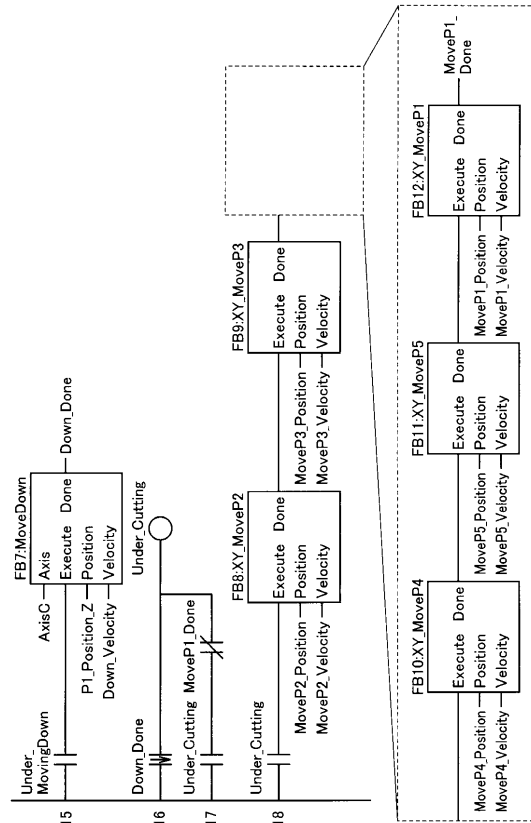 Under_
MovingDown
15
AxisC
P1_Position_Z
Down_Velocity
FB7:MoveDown
Axis
Execute Done
Position
Velocity
Down_Done
16
Down_Done
Under_Cutting
17
Under_Cutting
MoveP1_Done
18
Under_Cutting
MoveP2_Position
MoveP2_Velocity
FB8:XY_MoveP2
Execute Done
Position
Velocity
MoveP3_Position
MoveP3_Velocity
FB9:XY_MoveP3
Execute Done
Position
Velocity
MoveP4_Position
MoveP4_Velocity
FB10:XY_MoveP4
Execute Done
Position
Velocity
MoveP5_Position
MoveP5_Velocity
FB11:XY_MoveP5
Execute Done
Position
Velocity
MoveP1_Position
MoveP1_Velocity
FB12:XY_MoveP1
Execute Done
Position
Velocity
MoveP1_
Done